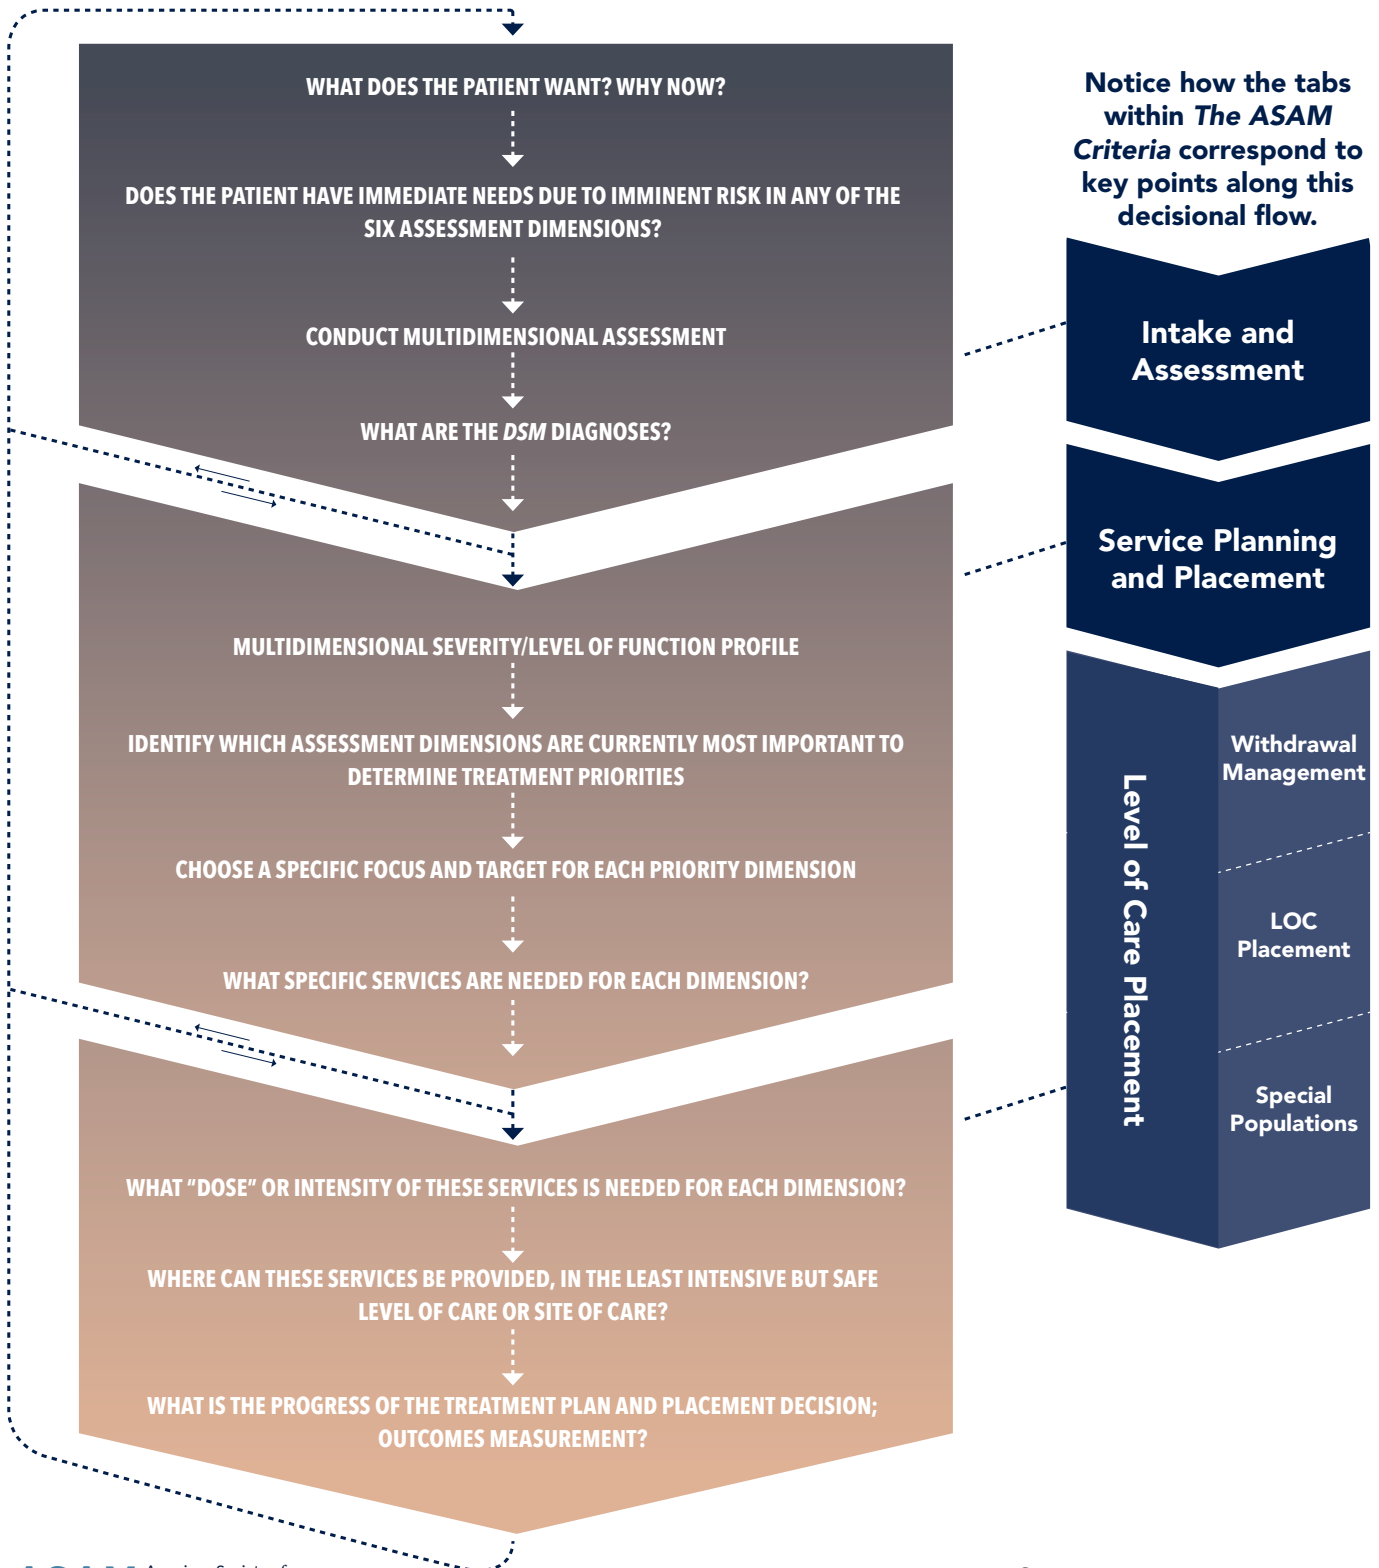 WHAT DOES THE PATIENT WANT? WHY NOW?
DOES THE PATIENT HAVE IMMEDIATE NEEDS DUE TO IMMINENT RISK IN ANY OF THE
SIX ASSESSMENT DIMENSIONS?
CONDUCT MULTIDIMENSIONAL ASSESSMENT
WHAT ARE THE DSM DIAGNOSES?
MULTIDIMENSIONAL SEVERITY/LEVEL OF FUNCTION PROFILE
IDENTIFY WHICH ASSESSMENT DIMENSIONS ARE CURRENTLY MOST IMPORTANT TO
DETERMINE TREATMENT PRIORITIES
CHOOSE A SPECIFIC FOCUS AND TARGET FOR EACH PRIORITY DIMENSION
WHAT SPECIFIC SERVICES ARE NEEDED FOR EACH DIMENSION?
WHAT “DOSE” OR INTENSITY OF THESE SERVICES IS NEEDED FOR EACH DIMENSION?
WHERE CAN THESE SERVICES BE PROVIDED, IN THE LEAST INTENSIVE BUT SAFE
LEVEL OF CARE OR SITE OF CARE?
WHAT IS THE PROGRESS OF THE TREATMENT PLAN AND PLACEMENT DECISION;
OUTCOMES MEASUREMENT?
Notice how the tabs
within The ASAM
Criteria correspond to
key points along this
decisional flow.
Intake and
Assessment
Service Planning
and Placement
Level of Care Placement
Withdrawal
Management
LOC
Placement
Special
Populations